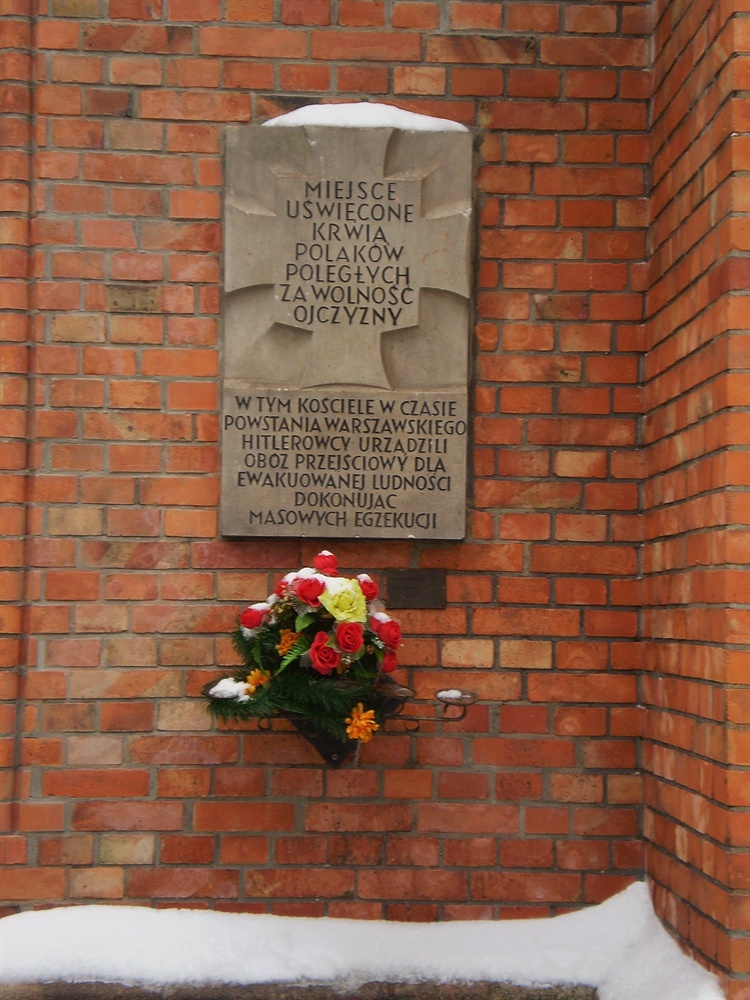 MIEJSCE
UŚWIĘCONE
KRWIĄ
POLAKÓW
POLEGŁYCH
ZA WOLNOŚĆ
OJCZYZNY
W TYM KOŚCIELE W CZASIE
POWSTANIA WARSZAWSKIEGO
HITLEROWCY URZĄDZILI
OBÓZ PRZEJŚCIOWY DLA
EWAKUOWANEJ LUDNOŚCI
DOKONUJĄC
MASOWYCH EGZEKUCJI